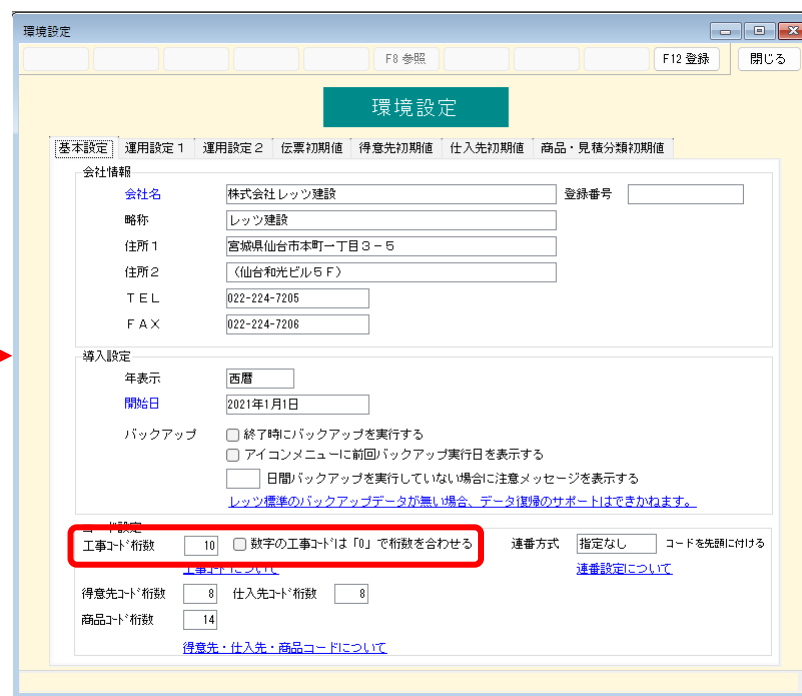 環境設定
F8 参照 F12 登録 閉じる
環境設定
基本設定 運用設定1 運用設定2 伝票初期値 得意先初期値 仕入先初期値 商品・見積分類初期値
会社情報
会社名 株式会社レッツ建設 登録番号
略称 レッツ建設
住所1 宮城県仙台市本町一丁目3-5
住所2 (仙台和光ビル5F)
TEL 022-224-7205
FAX 022-224-7206
導入設定
年表示 西暦
開始日 2021年1月1日
バックアップ 終了時にバックアップを実行する
アイコンメニューに前回バックアップ実行日を表示する
日間バックアップを実行していない場合に注意メッセージを表示する
レッツ標準のバックアップデータが無い場合、データ復帰のサポートはできかねます。
コード設定
工事コード桁数 10 数字の工事コードは「0」で桁数を合わせる 連番方式 指定なし コードを先頭に付ける
工事コードについて 連番設定について
得意先コード桁数 8 仕入先コード桁数 8
商品コード桁数 14
得意先・仕入先・商品コードについて